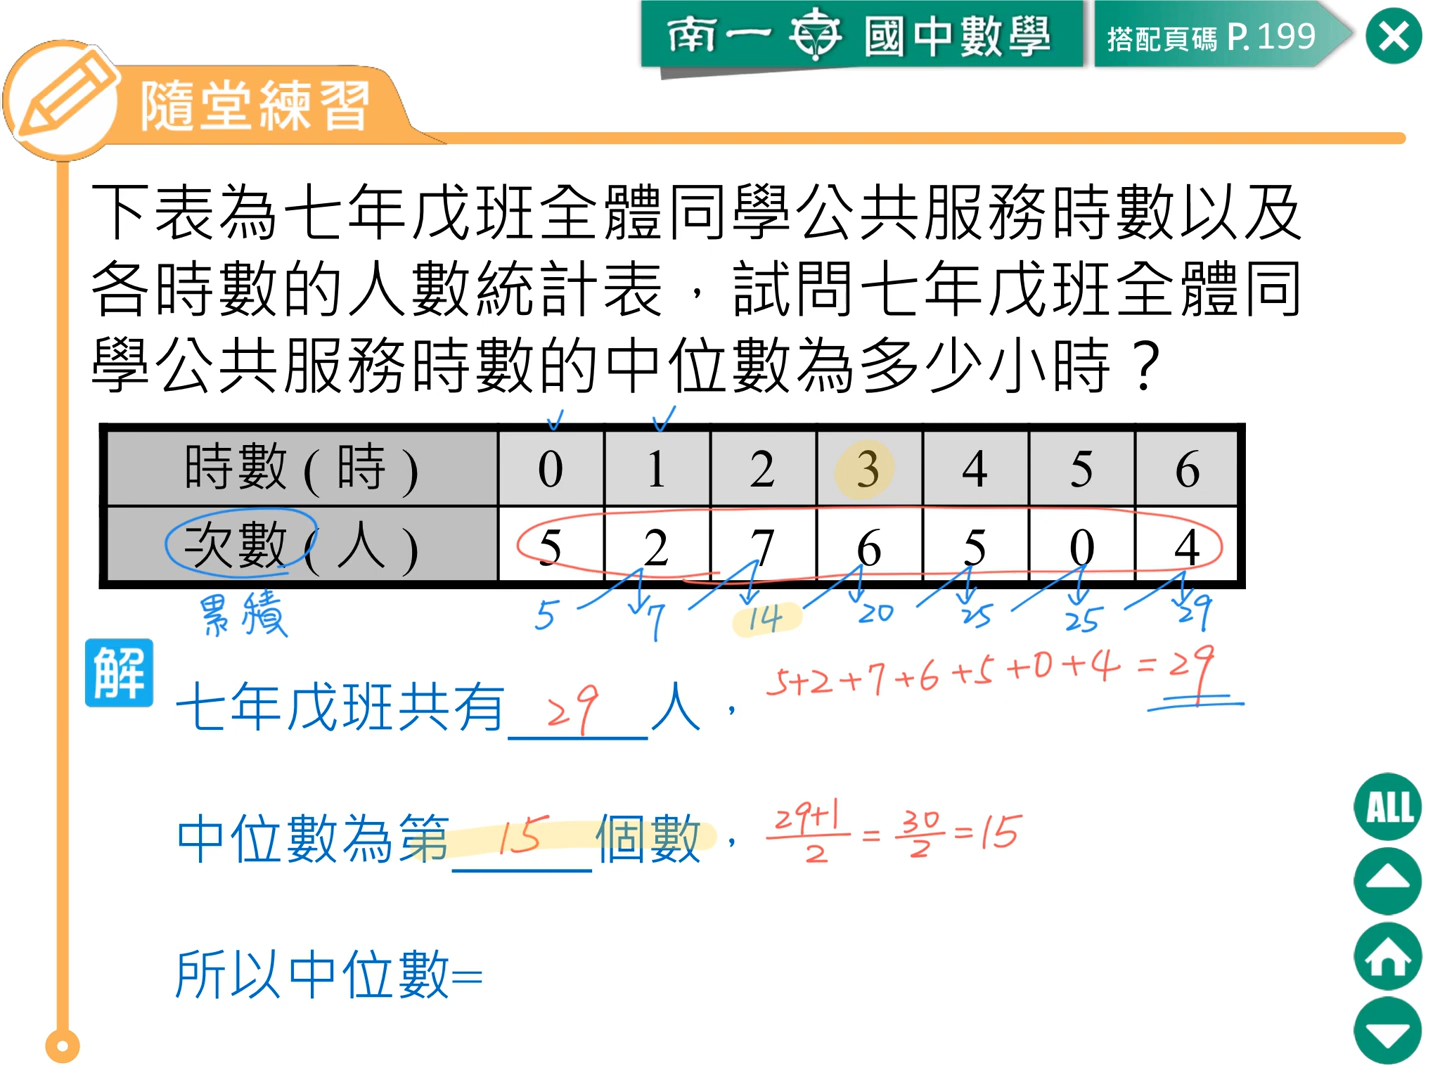 南一 國中數學 搭配頁碼 P. 199
隨堂練習
下表為七年戊班全體同學公共服務時數以及
各時數的人數統計表，試問七年戊班全體同
學公共服務時數的中位數為多少小時？
時數(時) 0 1 2 3 4 5 6
次數(人) 5 2 7 6 5 0 4
累積 5 7 14 20 25 25 29
5+2+7+6+5+0+4=29
解
七年戊班共有 29 人，
中位數為第 15 個數， 29+1/2 = 30/2 = 15
所以中位數=
ALL